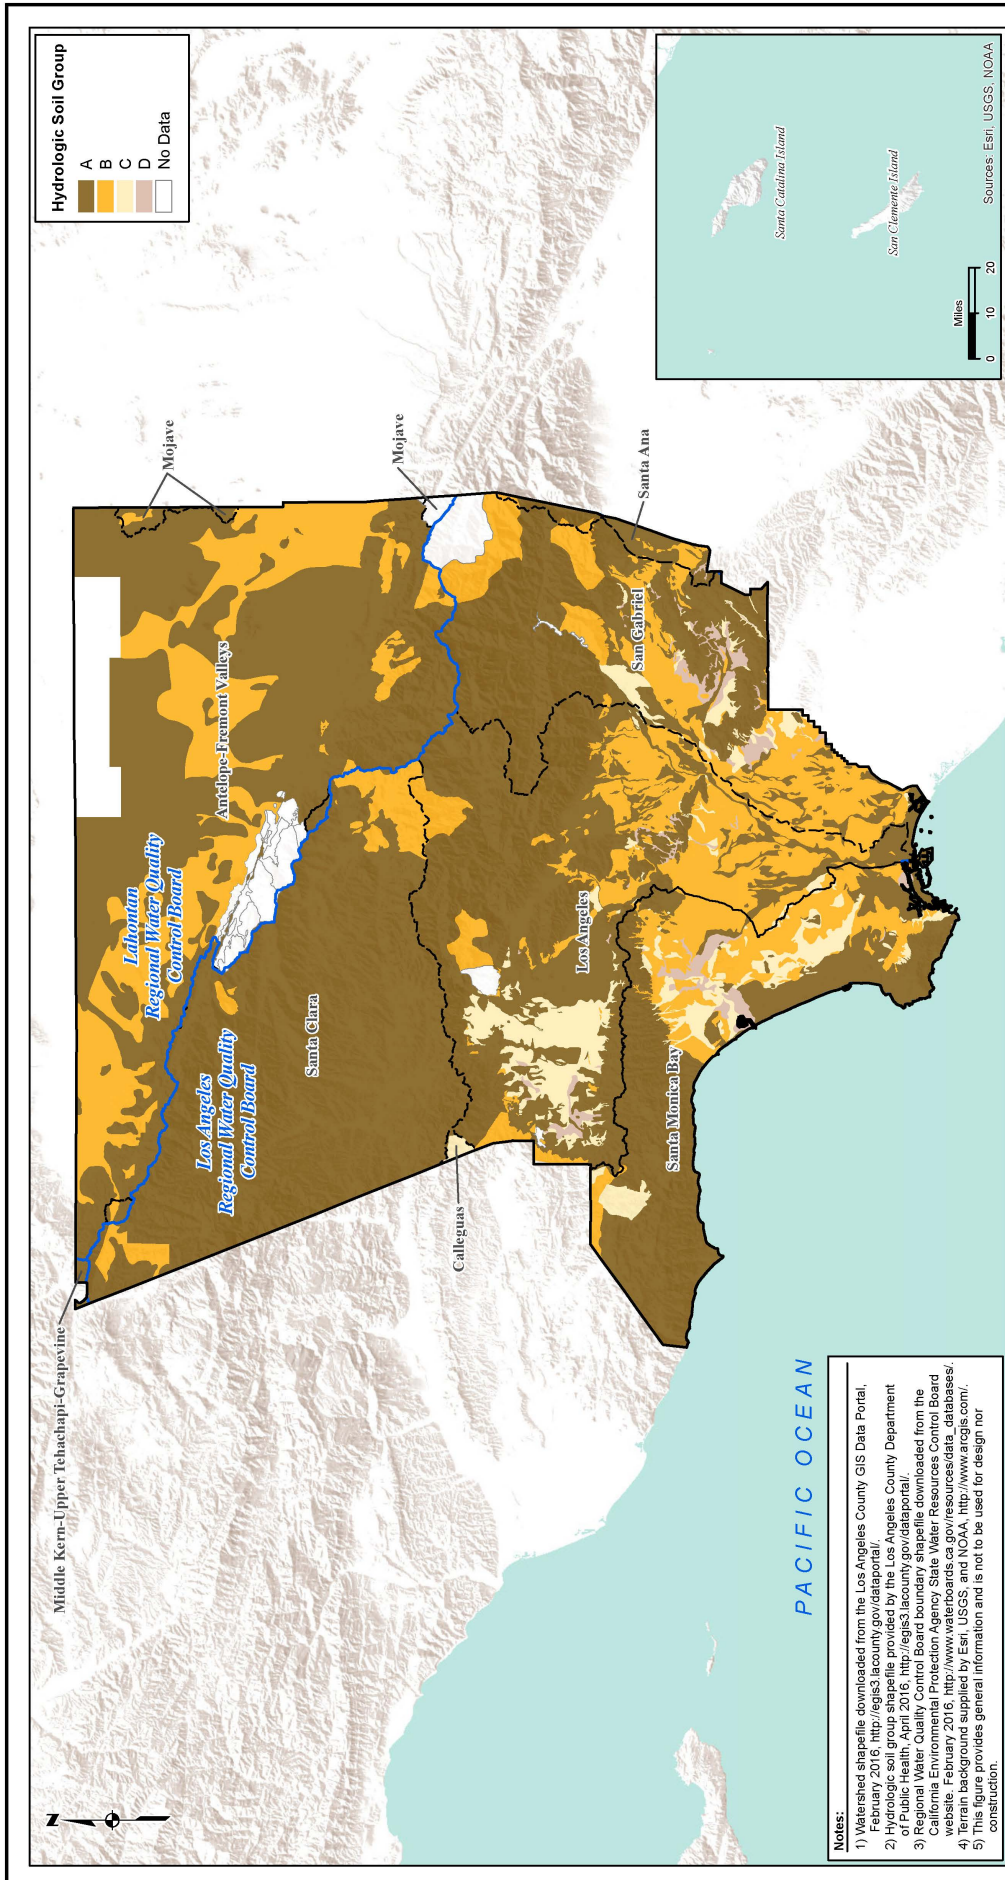 Hydrologic Soil Group
A
B
C
D
No Data
Middle Kern-Upper Tehachapi-Grapevine
Mojave
Mojave
Lahontan
Regional Water Quality
Control Board
Antelope-Fremont Valleys
Los Angeles
Regional Water Quality
Control Board
Santa Clara
Calleguas
Los Angeles
San Gabriel
Santa Ana
Santa Monica Bay
PACIFIC OCEAN
N
Santa Catalina Island
San Clemente Island
Miles
0 10 20
Sources: Esri, USGS, NOAA
Notes:
1) Watershed shapefile downloaded from the Los Angeles County GIS Data Portal,
February 2016, http://egis3.lacounty.gov/dataportal/.
2) Hydrologic soil group shapefile provided by the Los Angeles County Department
of Public Health, April 2016, http://egis3.lacounty.gov/dataportal/.
3) Regional Water Quality Control Board boundary shapefile downloaded from the
California Environmental Protection Agency State Water Resources Control Board
website. February 2016, http://www.waterboards.ca.gov/resources/data_databases/.
4) Terrain background supplied by Esri, USGS, and NOAA, http://www.arcgis.com/.
5) This figure provides general information and is not to be used for design nor
construction.